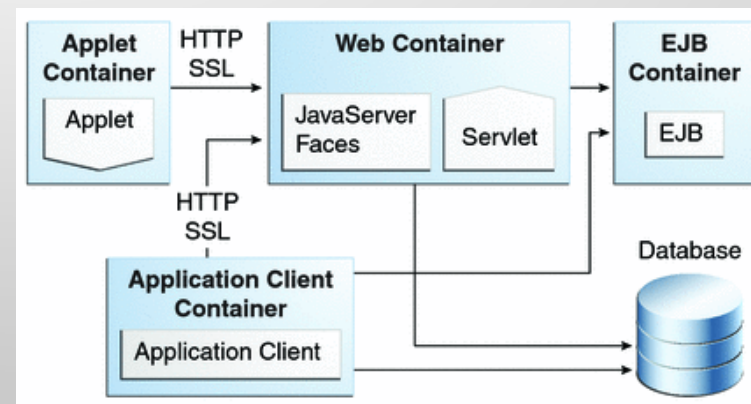 Applet
Container
Applet
HTTP
SSL
Web Container
JavaServer
Faces
Servlet
EJB
Container
EJB
HTTP
SSL
Application Client
Container
Application Client
Database